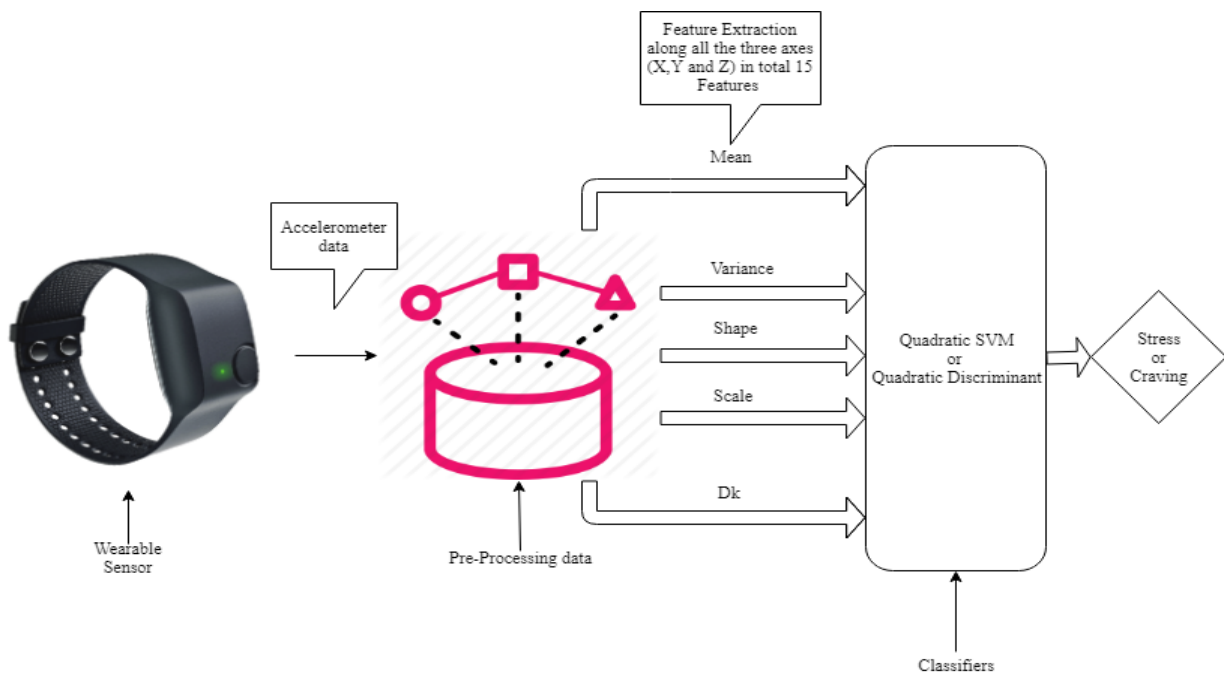 Feature Extraction
along all the three axes
(X,Y and Z) in total 15
Features
Mean
Accelerometer
data
Variance
Shape
Scale
Dk
Quadratic SVM
or
Quadratic Discriminant
Stress
or
Craving
Wearable
Sensor
Pre-Processing data
Classifiers